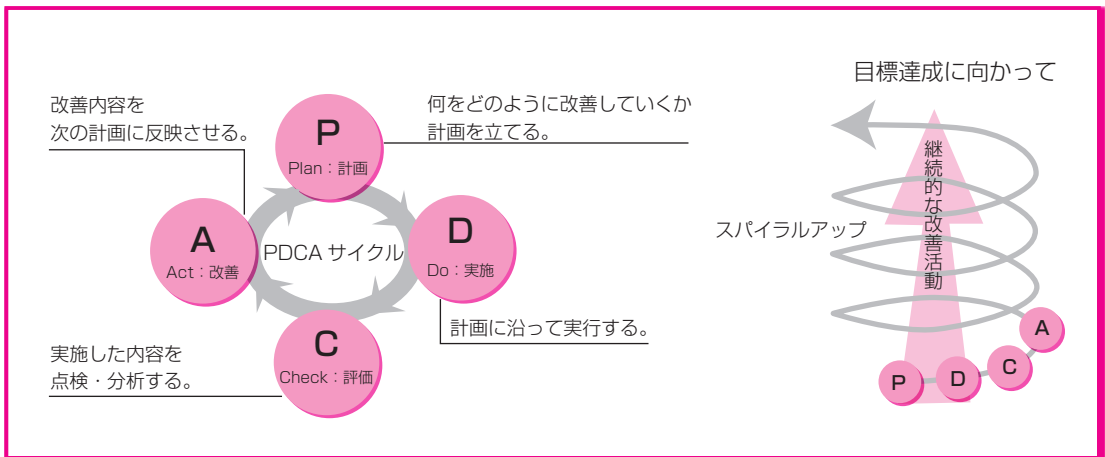 改善内容を
次の計画に反映させる。
P
Plan：計画
何をどのように改善していくか
計画を立てる。
A
Act：改善
PDCA サイクル
D
Do：実施
計画に沿って実行する。
C
Check：評価
実施した内容を
点検・分析する。
目標達成に向かって
継続的な改善活動
スパイラルアップ
P
D
C
A